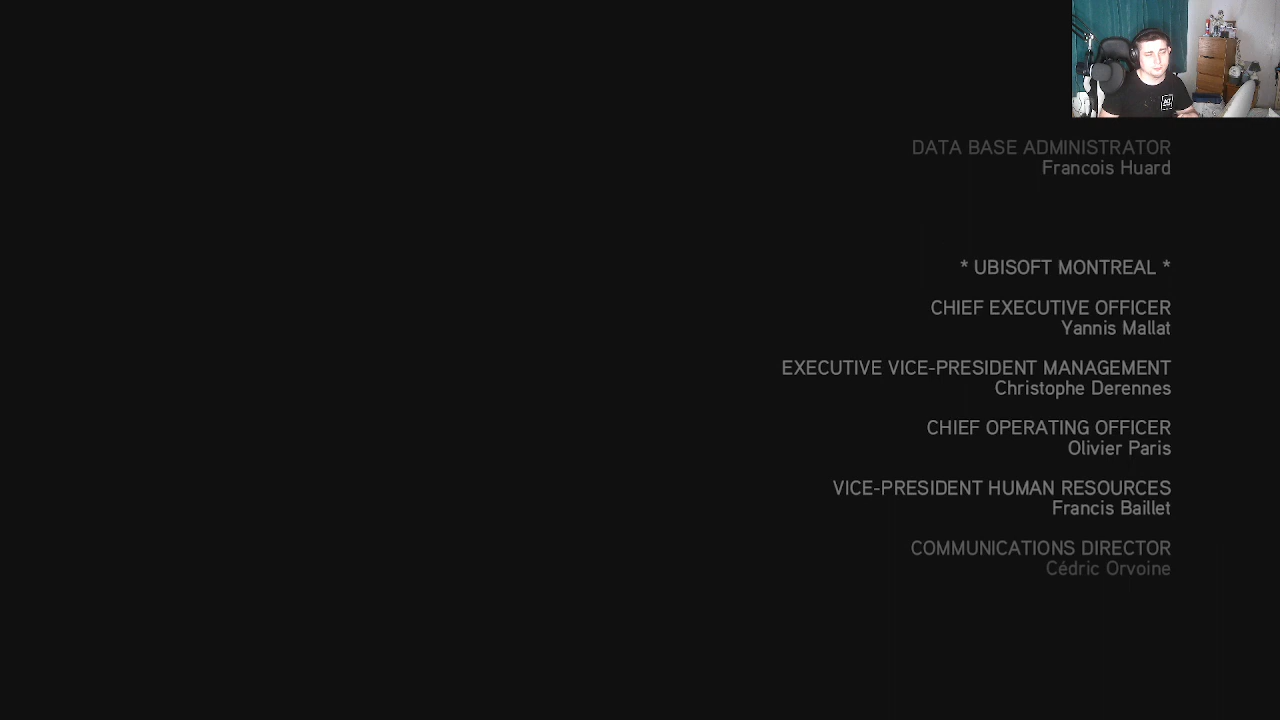 DATA BASE ADMINISTRATOR
Francois Huard
* UBISOFT MONTREAL *
CHIEF EXECUTIVE OFFICER
Yannis Mallat
EXECUTIVE VICE-PRESIDENT MANAGEMENT
Christophe Derennes
CHIEF OPERATING OFFICER
Olivier Paris
VICE-PRESIDENT HUMAN RESOURCES
Francis Baillet
COMMUNICATIONS DIRECTOR
Cédric Orvoine